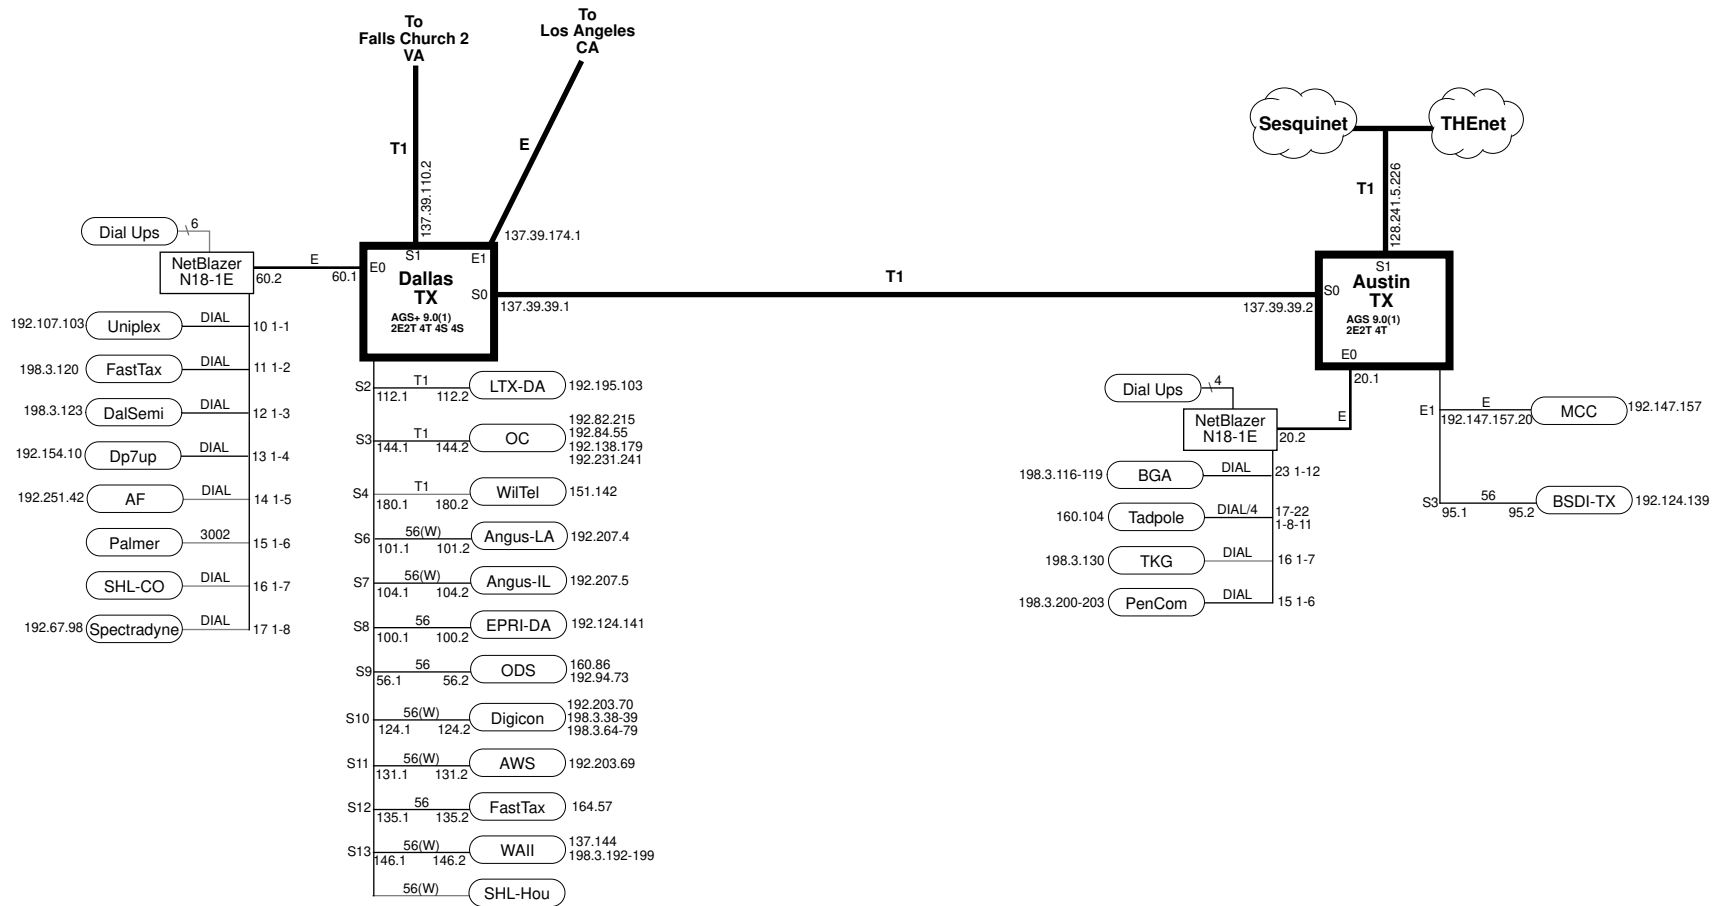 To
Falls Church 2
VA
To
Los Angeles
CA
T1
137.39.110.2
E
137.39.174.1
Sesquinet
THEnet
T1
128.241.5.226
Dial Ups
6
NetBlazer
N18-1E
60.2
E
60.1
E0
S1
E1
Dallas
TX
S0
AGS+ 9.0(1)
2E2T 4T 4S 4S
137.39.39.1
T1
137.39.39.2
S0
S1
Austin
TX
AGS 9.0(1)
2E2T 4T
E0
192.107.103 Uniplex DIAL 10 1-1
198.3.120 FastTax DIAL 11 1-2
198.3.123 DalSemi DIAL 12 1-3
192.154.10 Dp7up DIAL 13 1-4
192.251.42 AF DIAL 14 1-5
Palmer 3002 15 1-6
SHL-CO DIAL 16 1-7
192.67.98 Spectradyne DIAL 17 1-8
S2 T1 112.1 112.2 LTX-DA 192.195.103
S3 T1 144.1 144.2 OC
192.82.215
192.84.55
192.138.179
192.231.241
S4 T1 180.1 180.2 WilTel 151.142
S6 56(W) 101.1 101.2 Angus-LA 192.207.4
S7 56(W) 104.1 104.2 Angus-IL 192.207.5
S8 56 100.1 100.2 EPRI-DA 192.124.141
S9 56 56.1 56.2 ODS
160.86
192.94.73
S10 56(W) 124.1 124.2 Digicon
192.203.70
198.3.38-39
198.3.64-79
S11 56(W) 131.1 131.2 AWS 192.203.69
S12 56 135.1 135.2 FastTax 164.57
S13 56(W) 146.1 146.2 WAII
137.144
198.3.192-199
56(W) SHL-Hou
20.1
Dial Ups
4
NetBlazer
N18-1E
20.2
E
198.3.116-119 BGA DIAL 23 1-12
160.104 Tadpole DIAL/4 17-22
1-8-11
198.3.130 TKG DIAL 16 1-7
198.3.200-203 PenCom DIAL 15 1-6
E1 E 192.147.157.20 MCC 192.147.157
S3 56 95.1 95.2 BSDI-TX 192.124.139